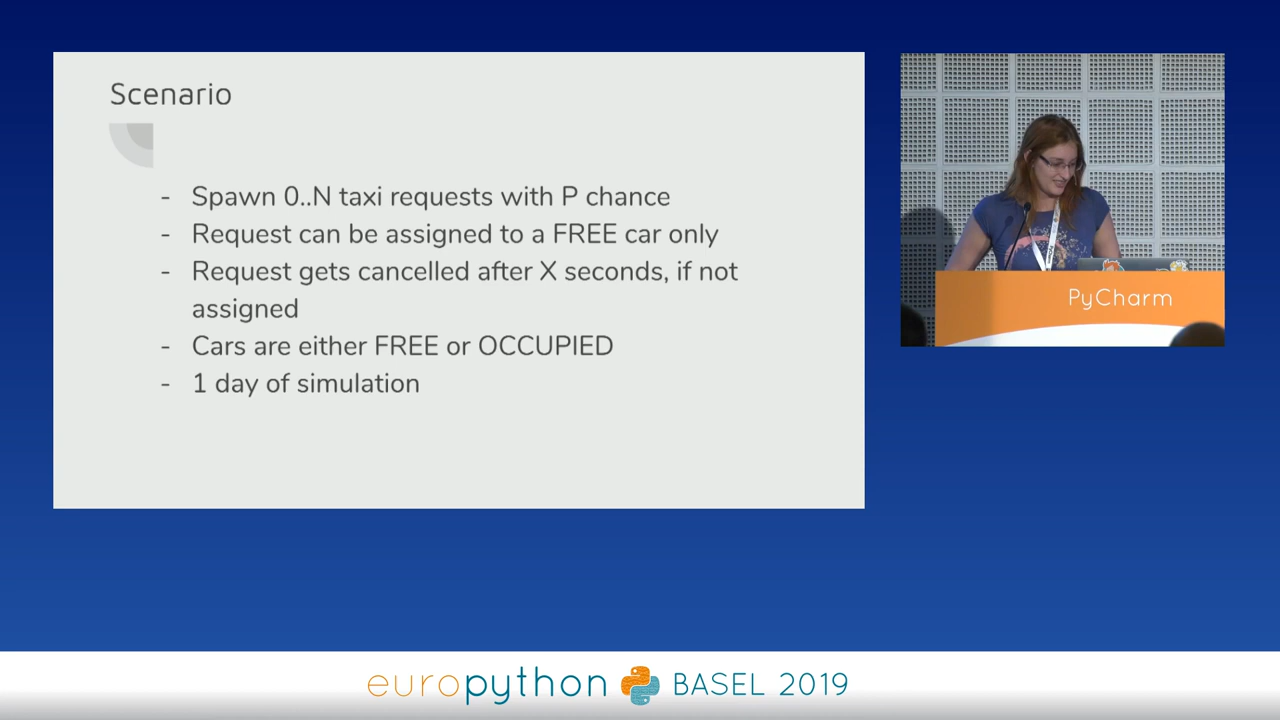 Scenario
- Spawn 0..N taxi requests with P chance
- Request can be assigned to a FREE car only
- Request gets cancelled after X seconds, if not
assigned
- Cars are either FREE or OCCUPIED
- 1 day of simulation
PyCharm
europython BASEL 2019